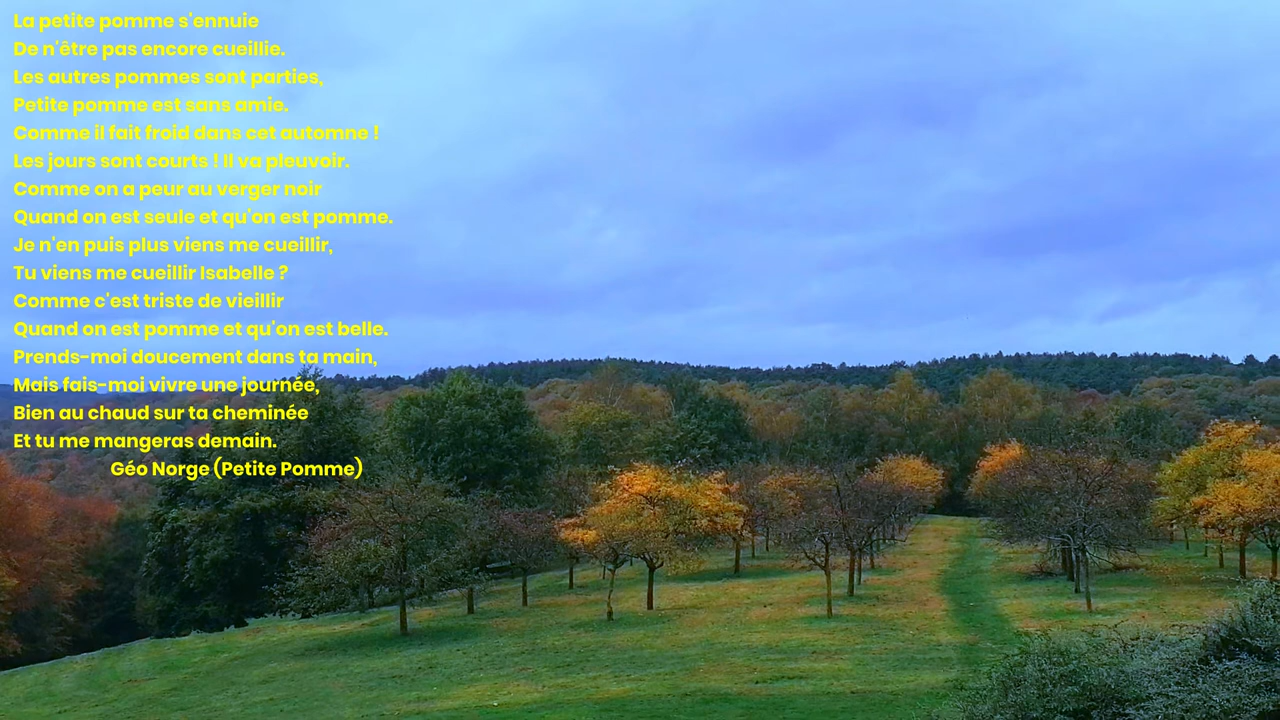 La petite pomme s'ennuie
De n'être pas encore cueillie.
Les autres pommes sont parties,
Petite pomme est sans amie.
Comme il fait froid dans cet automne !
Les jours sont courts ! Il va pleuvoir.
Comme on a peur au verger noir
Quand on est seule et qu'on est pomme.
Je n'en puis plus viens me cueillir,
Tu viens me cueillir Isabelle ?
Comme c'est triste de vieillir
Quand on est pomme et qu'on est belle.
Prends-moi doucement dans ta main,
Mais fais-moi vivre une journée,
Bien au chaud sur ta cheminée
Et tu me mangeras demain.
Géo Norge (Petite Pomme)